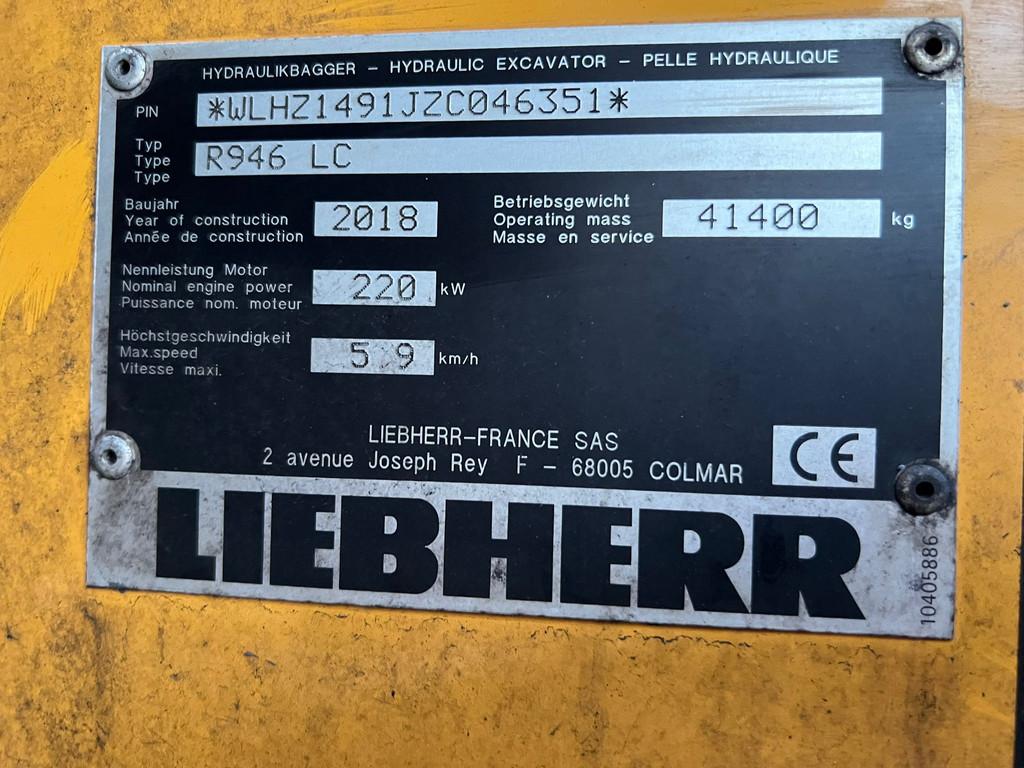 HYDRAULIKBAGGER – HYDRAULIC EXCAVATOR – PELLE HYDRAULIQUE
PIN *WLHZ1491JZC046351*
Typ
Type R946 LC
Type
Baujahr
Year of construction 2018
Année de construction
Betriebsgewicht
Operating mass 41400 kg
Masse en service
Nennleistung Motor
Nominal engine power 220 kW
Puissance nom. moteur
Höchstgeschwindigkeit
Max.speed 5.9 km/h
Vitesse maxi.
LIEBHERR–FRANCE SAS
2 avenue Joseph Rey F – 68005 COLMAR
CE
LIEBHERR
10405886